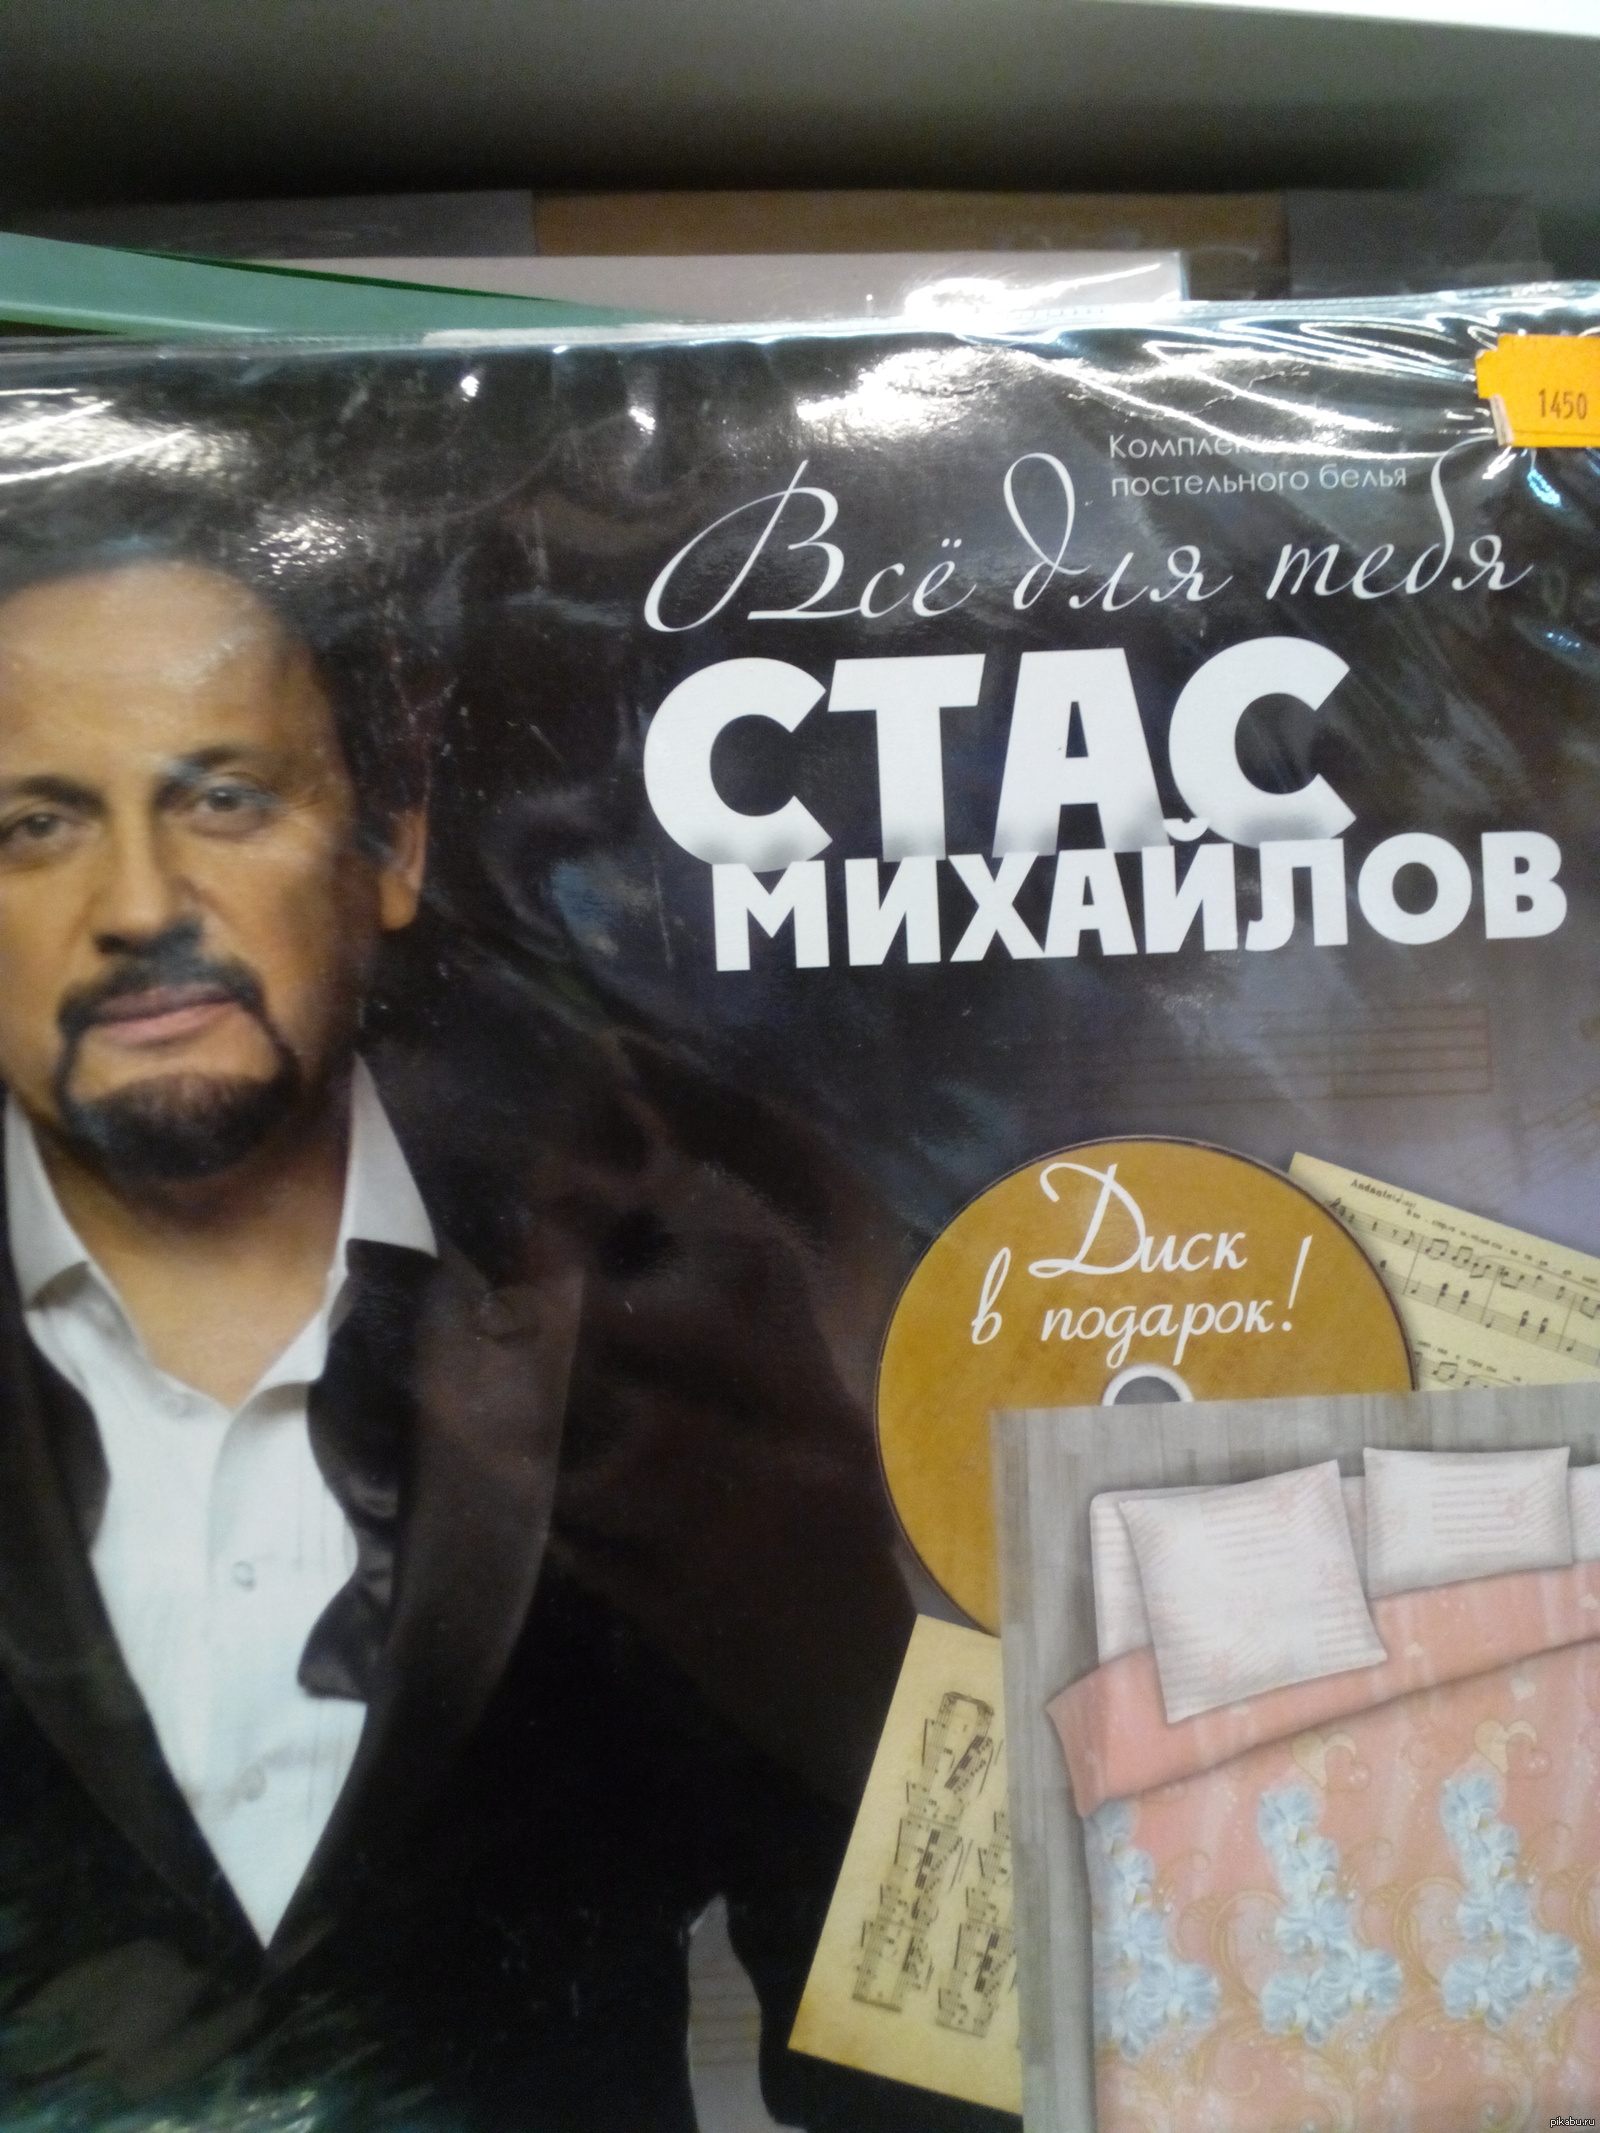 1450
постельного белья
Всё для тебя
СТАС
МИХАЙЛОВ
Диск
в подарок!
pikabu.ru